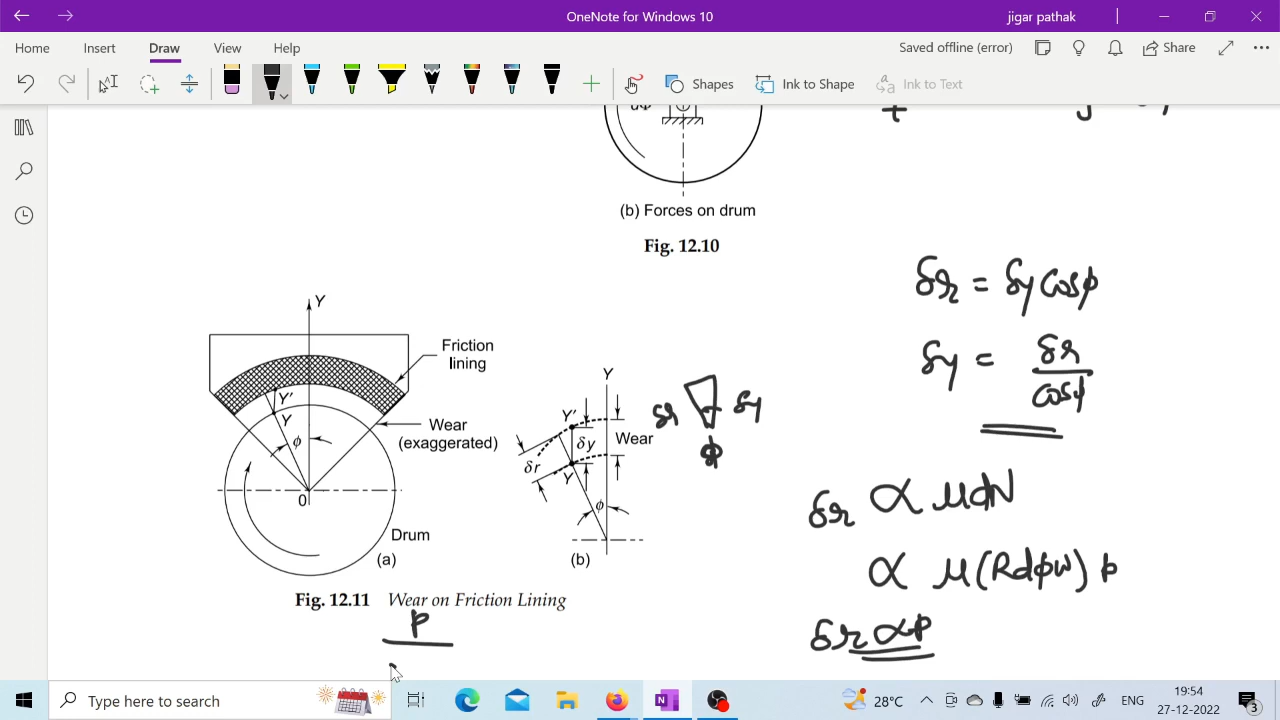 OneNote for Windows 10
jigar pathak
Home Insert Draw View Help
Saved offline (error)
Share
Shapes
Ink to Shape
Ink to Text
(b) Forces on drum
Fig. 12.10
δr = δy cosϕ
δy = δr / cosϕ
Y
Friction
lining
Y′
Y
Wear
(exaggerated)
ϕ
0
Drum
(a)
Y
Y′
δy
Wear
δr
Y
ϕ
(b)
δr δy
ϕ
δr ∝ μdN
∝ μ(Rdϕw) p
δr ∝ p
Fig. 12.11 Wear on Friction Lining
p
Type here to search
28°C
ENG
19:54
27-12-2022
3